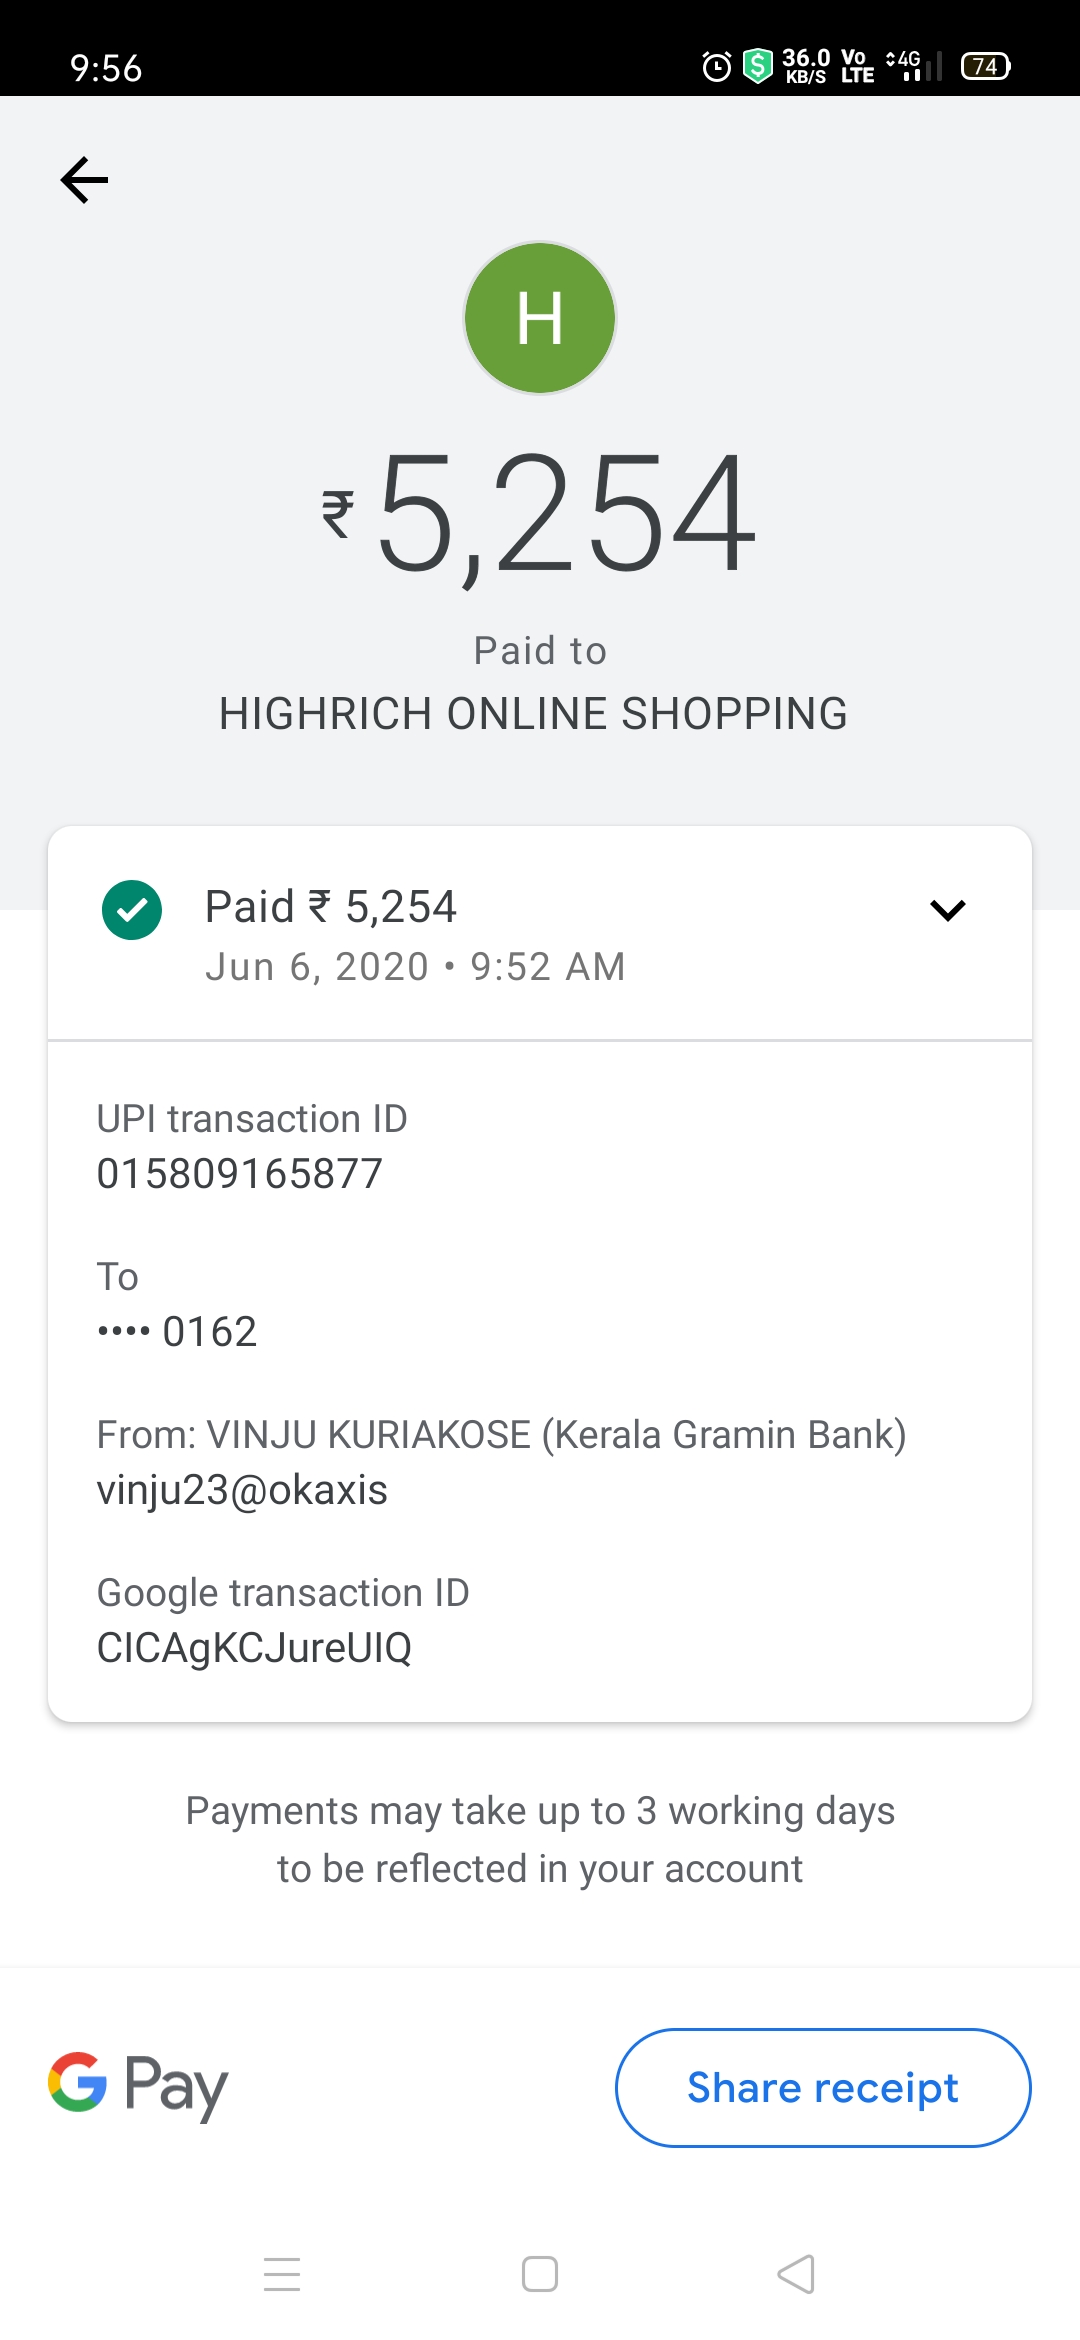 9:56
36.0 KB/S Vo LTE 4G 74
H
₹5,254
Paid to
HIGHRICH ONLINE SHOPPING
Paid ₹ 5,254
Jun 6, 2020 • 9:52 AM
UPI transaction ID
015809165877
To
•••• 0162
From: VINJU KURIAKOSE (Kerala Gramin Bank)
vinju23@okaxis
Google transaction ID
CICAgKCJureUIQ
Payments may take up to 3 working days
to be reflected in your account
G Pay
Share receipt